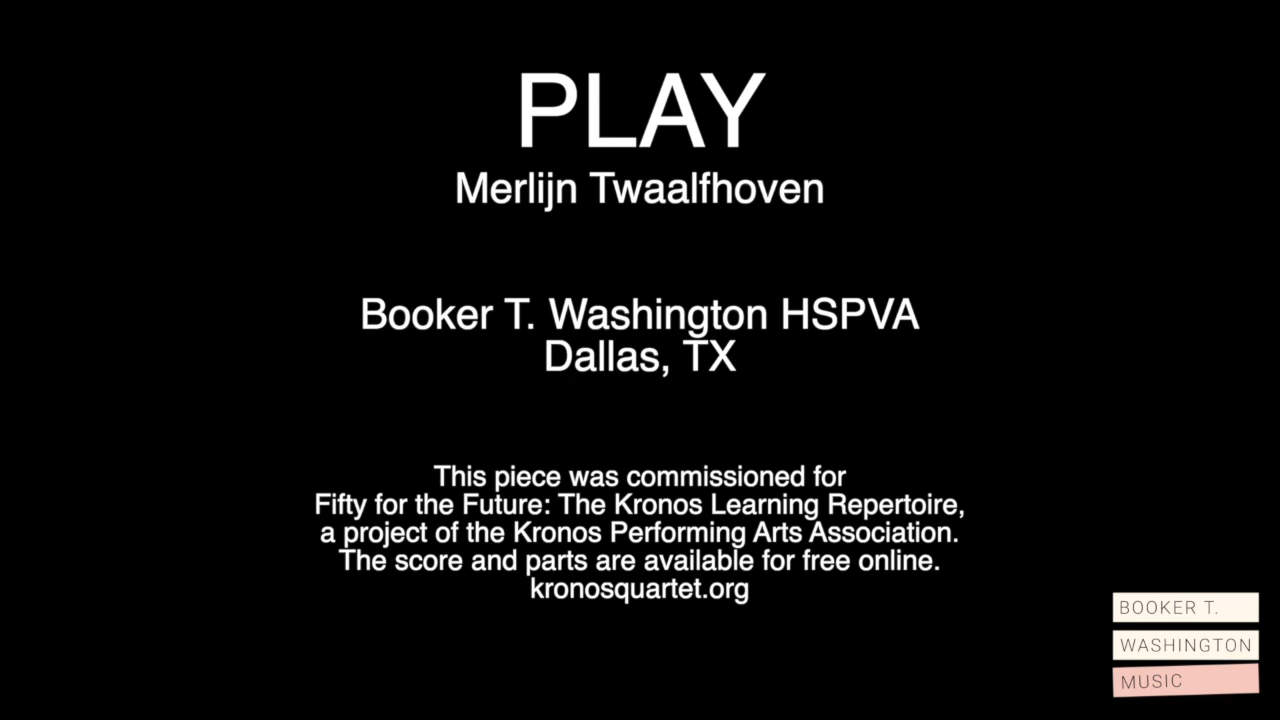 PLAY
Merlijn Twaalfhoven
Booker T. Washington HSPVA
Dallas, TX
This piece was commissioned for
Fifty for the Future: The Kronos Learning Repertoire,
a project of the Kronos Performing Arts Association.
The score and parts are available for free online.
kronosquartet.org
BOOKER T.
WASHINGTON
MUSIC